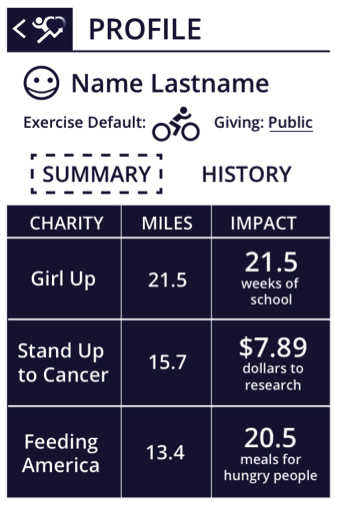 PROFILE
Name Lastname
Exercise Default: Giving: Public
SUMMARY HISTORY
CHARITY MILES IMPACT
Girl Up 21.5 21.5
weeks of
school
Stand Up
to Cancer 15.7 $7.89
dollars to
research
Feeding
America 13.4 20.5
meals for
hungry people